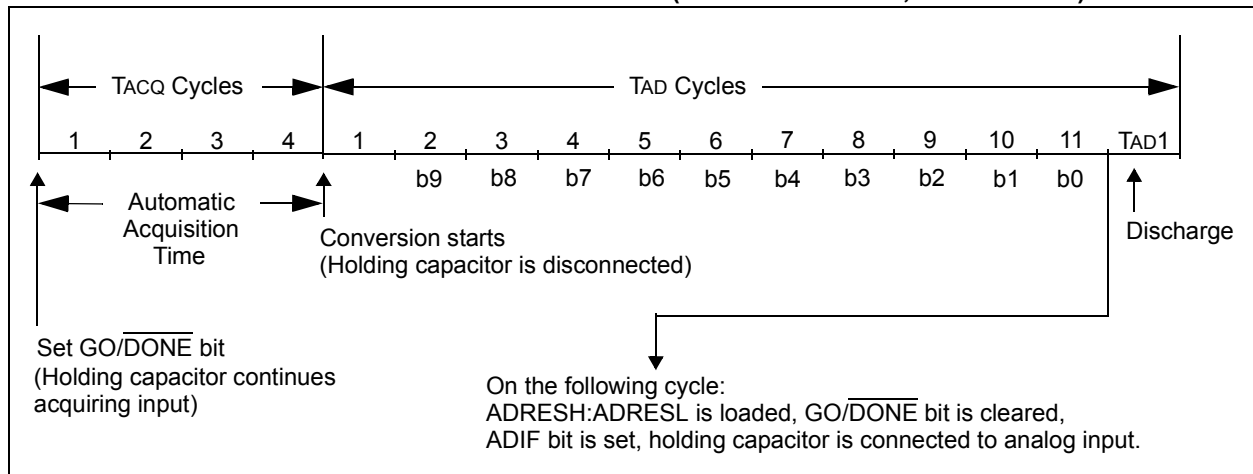 TACQ Cycles
TAD Cycles
1 2 3 4 1 2 3 4 5 6 7 8 9 10 11 TAD1
b9 b8 b7 b6 b5 b4 b3 b2 b1 b0
Automatic
Acquisition
Time
Conversion starts
(Holding capacitor is disconnected)
Discharge
Set GO/DONE bit
(Holding capacitor continues
acquiring input)
On the following cycle:
ADRESH:ADRESL is loaded, GO/DONE bit is cleared,
ADIF bit is set, holding capacitor is connected to analog input.